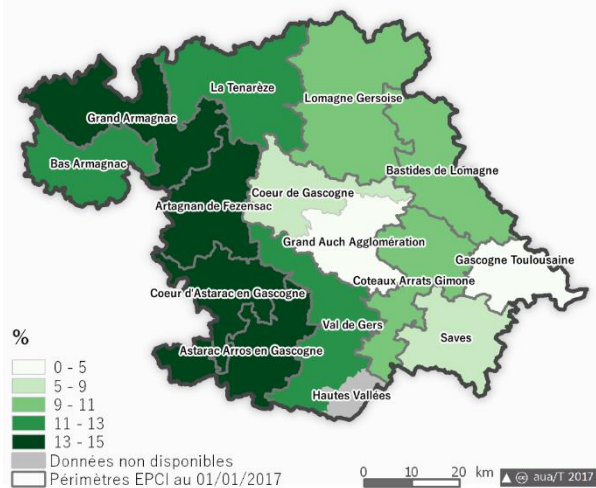 La Tenarèze
Lomagne Gersoise
Grand Armagnac
Bas Armagnac
Bastides de Lomagne
Coeur de Gascogne
Artagnan de Fezensac
Grand Auch Agglomération
Gascogne Toulousaine
Coteaux Arrats Gimone
Coeur d'Astarac en Gascogne
Val de Gers
Saves
Astarac Arros en Gascogne
Hautes Vallées
%
0 - 5
5 - 9
9 - 11
11 - 13
13 - 15
Données non disponibles
Périmètres EPCI au 01/01/2017
0 10 20 km
cc aua/T 2017